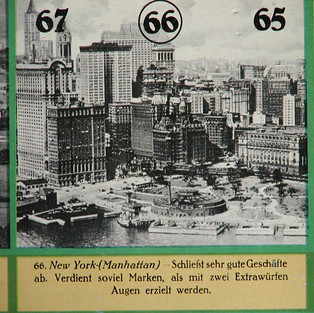 67 66 65
66. New York-(Manhattan) — Schließt sehr gute Geschäfte
ab. Verdient soviel Marken, als mit zwei Extrawürfen
Augen erzielt werden.